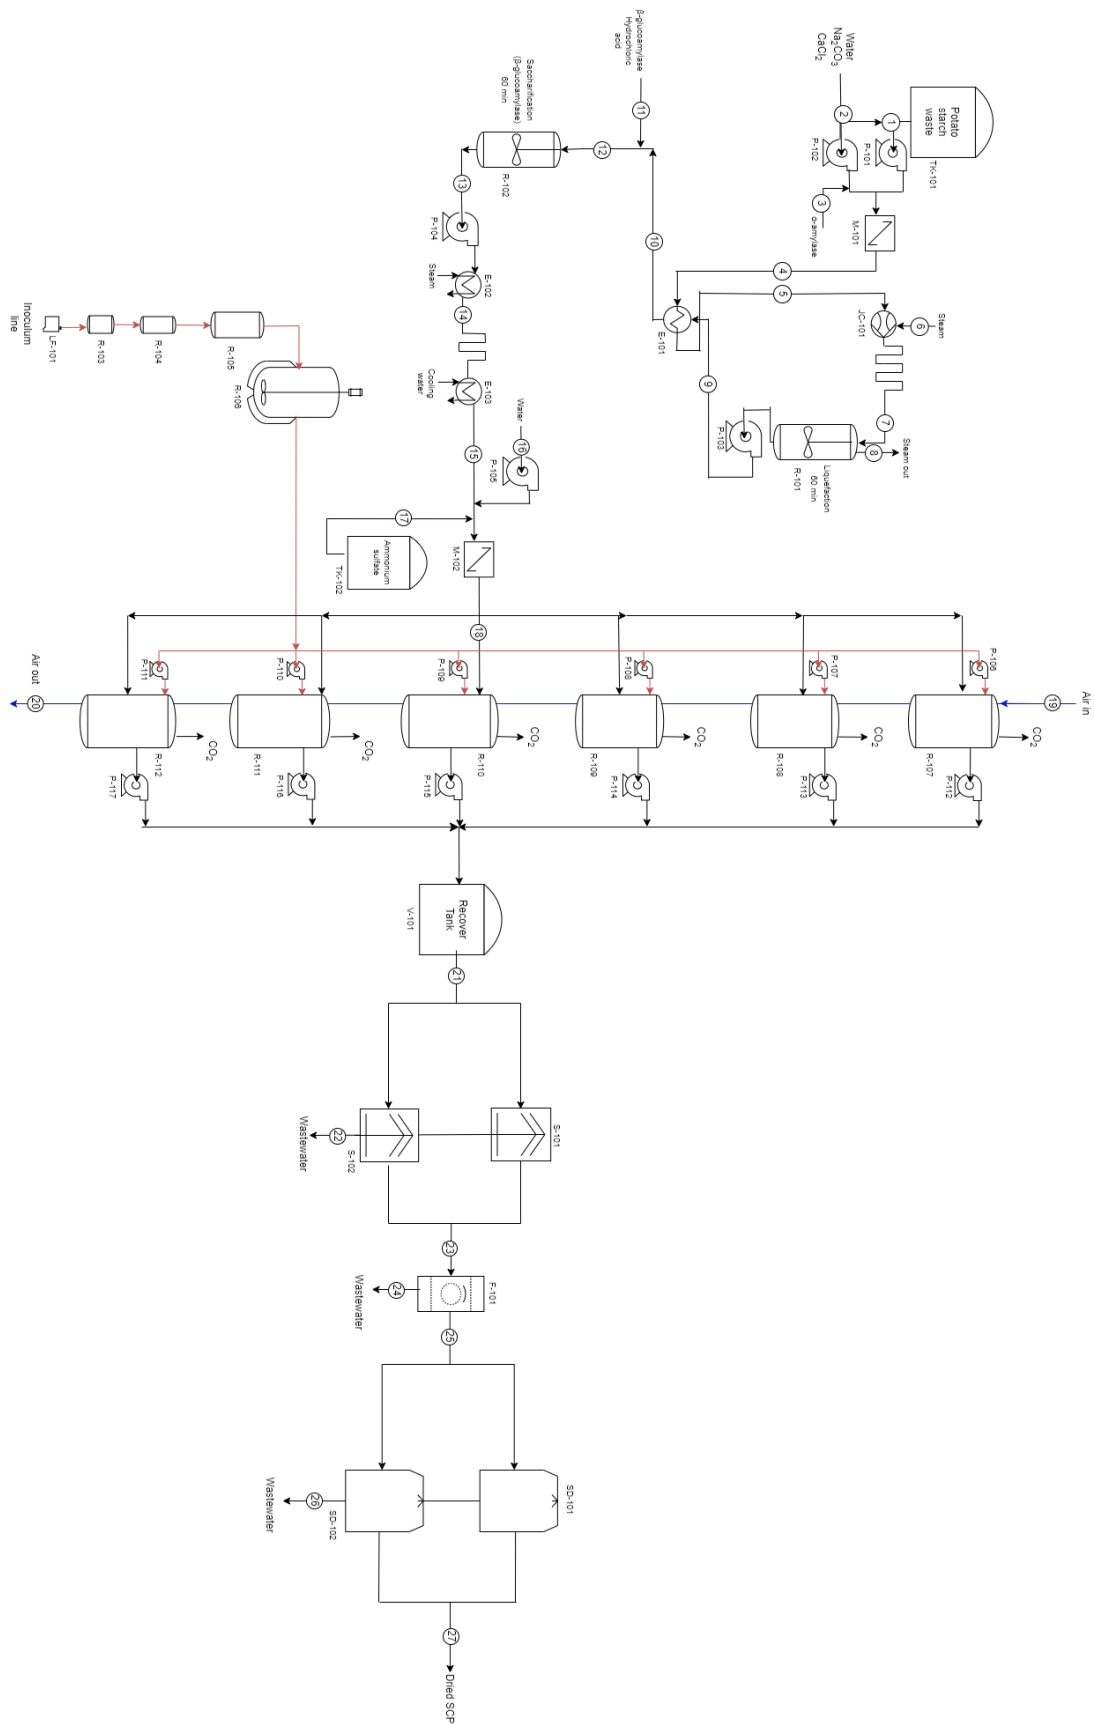 Potato
starch
waste
TK-101
Water
Na₂CO₃
CaCl₂
1
2
P-101
P-102
3
α-amylase
M-101
4
5
Steam
6
JC-101
7
Steam out
8
Liquefaction
60 min
R-101
P-103
9
E-101
10
β-glucoamylase
Hydrochloric
acid
11
12
Saccharification
(β-glucoamylase)
60 min
R-102
13
P-104
Steam
E-102
14
Cooling
water
E-103
15
Water
16
P-105
17
Ammonium
sulfate
TK-102
M-102
18
Inoculum
line
LF-101
R-103
R-104
R-105
R-106
P-106
P-107
P-108
P-109
P-110
P-111
Air in
19
Air out
20
CO₂
CO₂
CO₂
CO₂
CO₂
CO₂
R-107
R-108
R-109
R-110
R-111
R-112
P-112
P-113
P-114
P-115
P-116
P-117
Recover
Tank
V-101
21
S-101
S-102
22
Wastewater
23
F-101
24
Wastewater
25
SD-101
SD-102
26
Wastewater
27
Dried SCP